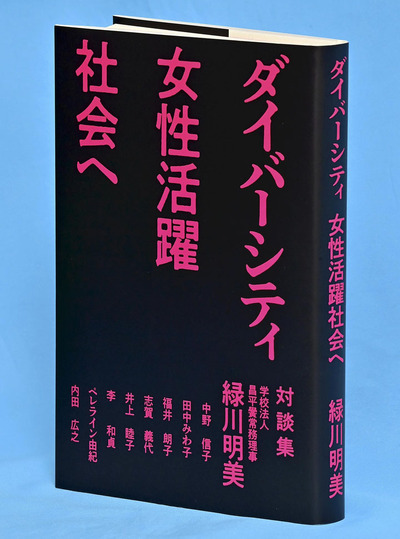 ダイバーシティ
女性活躍
社会へ
対談集
学校法人
昌平黌常務理事
緑川明美
中野 信子
田中みわ子
福井 朗子
志賀 義代
井上 睦子
李 和貞
ペレライン由紀
内田 広之
ダイバーシティ 女性活躍社会へ 緑川明美